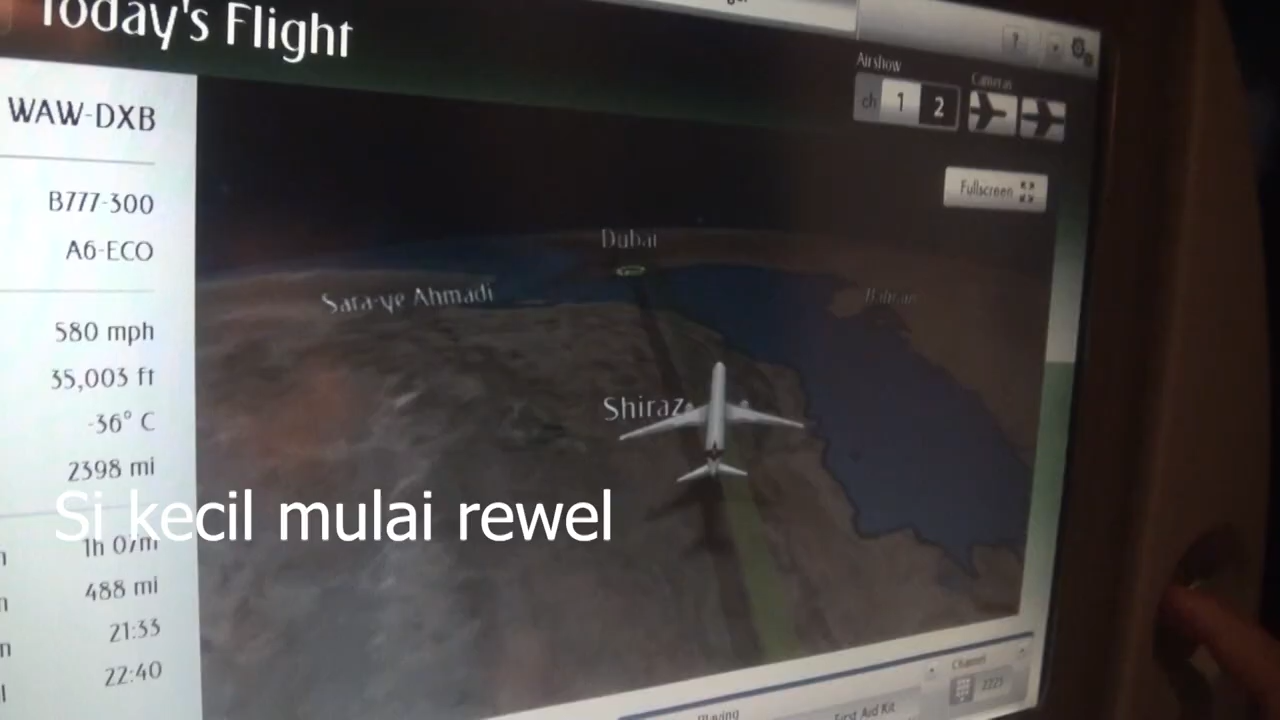 Today's Flight
Airshow
Cameras
ch 1 2
Fullscreen
WAW-DXB
B777-300
A6-ECO
580 mph
35,003 ft
-36° C
2398 mi
1h 07m
488 mi
21:33
22:40
Dubai
Sara-ye Ahmadi
Bahrain
Shiraz
Si kecil mulai rewel
Channel
2225
First Aid Kit